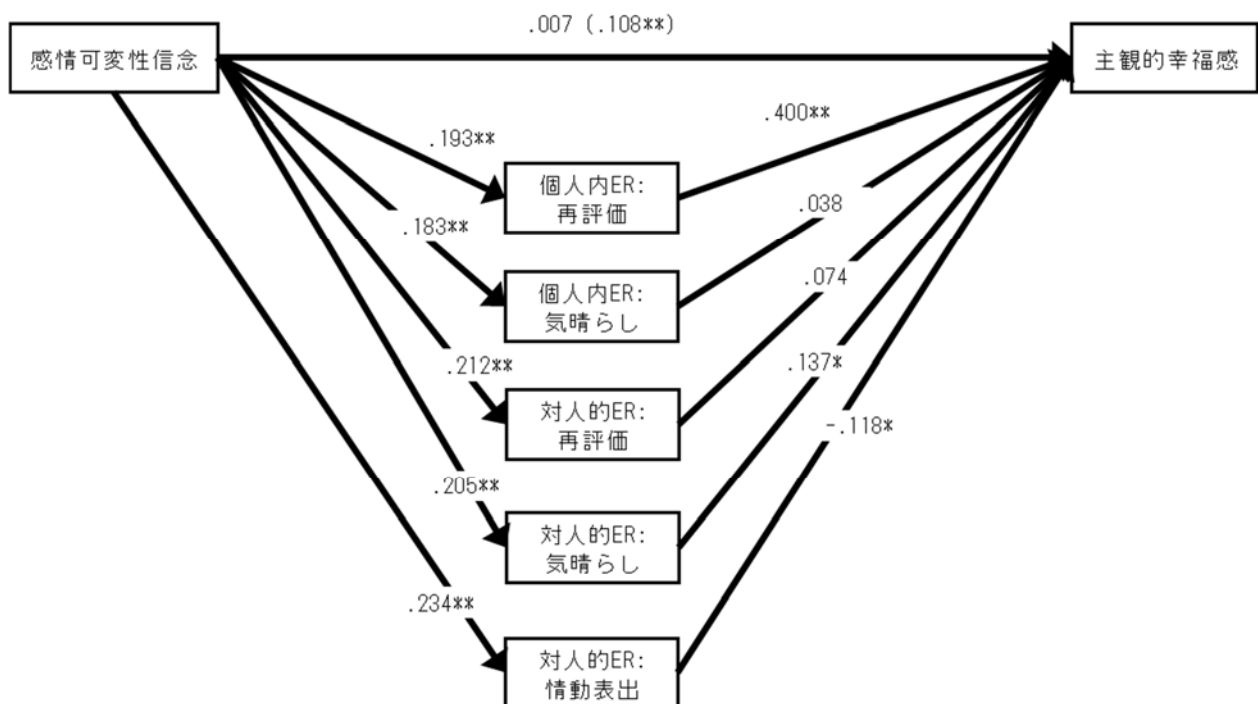 .007 (.108**)
感情可変性信念
主観的幸福感
.193**
.400**
個人内ER:
再評価
.183**
.038
個人内ER:
気晴らし
.074
.212**
.137*
対人的ER:
再評価
-.118*
.205**
対人的ER:
気晴らし
.234**
対人的ER:
情動表出